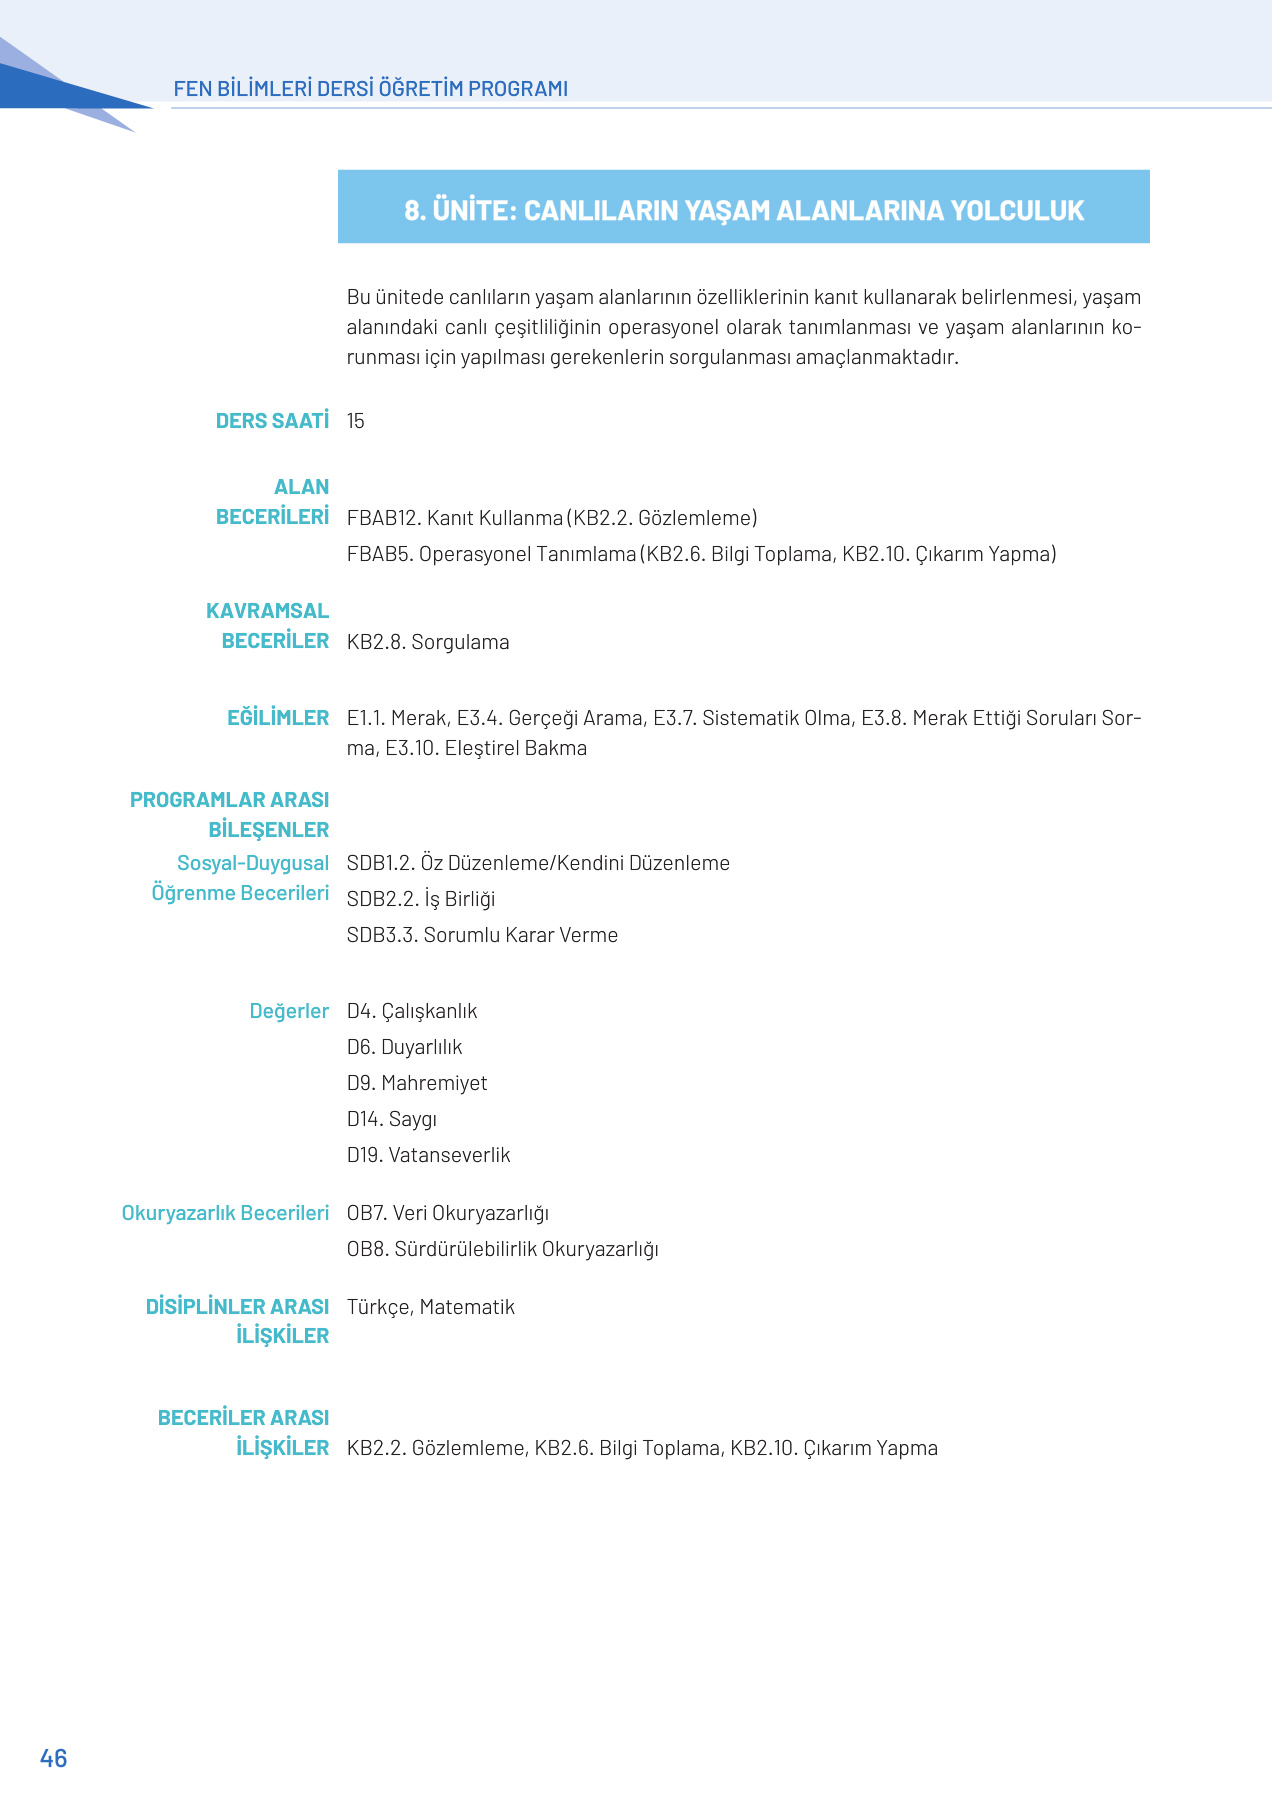 FEN BİLİMLERİ DERSİ ÖĞRETİM PROGRAMI
8. ÜNİTE: CANLILARIN YAŞAM ALANLARINA YOLCULUK
Bu ünitede canlıların yaşam alanlarının özelliklerinin kanıt kullanarak belirlenmesi, yaşam
alanındaki canlı çeşitliliğinin operasyonel olarak tanımlanması ve yaşam alanlarının ko-
runması için yapılması gerekenlerin sorgulanması amaçlanmaktadır.
DERS SAATİ 15
ALAN
BECERİLERİ FBAB12. Kanıt Kullanma (KB2.2. Gözlemleme)
FBAB5. Operasyonel Tanımlama (KB2.6. Bilgi Toplama, KB2.10. Çıkarım Yapma)
KAVRAMSAL
BECERİLER KB2.8. Sorgulama
EĞİLİMLER E1.1. Merak, E3.4. Gerçeği Arama, E3.7. Sistematik Olma, E3.8. Merak Ettiği Soruları Sor-
ma, E3.10. Eleştirel Bakma
PROGRAMLAR ARASI
BİLEŞENLER
Sosyal-Duygusal SDB1.2. Öz Düzenleme/Kendini Düzenleme
Öğrenme Becerileri SDB2.2. İş Birliği
SDB3.3. Sorumlu Karar Verme
Değerler D4. Çalışkanlık
D6. Duyarlılık
D9. Mahremiyet
D14. Saygı
D19. Vatanseverlik
Okuryazarlık Becerileri OB7. Veri Okuryazarlığı
OB8. Sürdürülebilirlik Okuryazarlığı
DİSİPLİNLER ARASI Türkçe, Matematik
İLİŞKİLER
BECERİLER ARASI
İLİŞKİLER KB2.2. Gözlemleme, KB2.6. Bilgi Toplama, KB2.10. Çıkarım Yapma
46